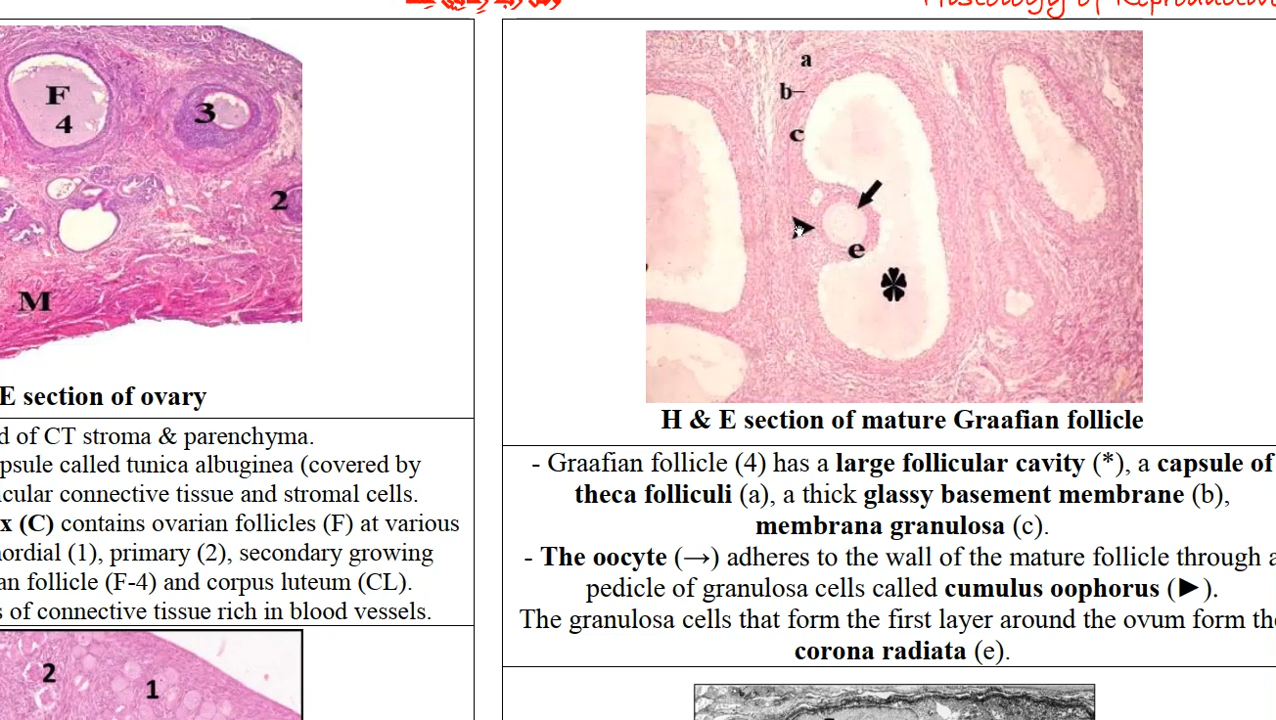 Histology of Reproductive
F
4
3
2
M
E section of ovary
d of CT stroma & parenchyma.
psule called tunica albuginea (covered by
icular connective tissue and stromal cells.
x (C) contains ovarian follicles (F) at various
ordial (1), primary (2), secondary growing
an follicle (F-4) and corpus luteum (CL).
s of connective tissue rich in blood vessels.
2
1
a
b
c
e
H & E section of mature Graafian follicle
- Graafian follicle (4) has a large follicular cavity (*), a capsule of
theca folliculi (a), a thick glassy basement membrane (b),
membrana granulosa (c).
- The oocyte (→) adheres to the wall of the mature follicle through a
pedicle of granulosa cells called cumulus oophorus (►).
The granulosa cells that form the first layer around the ovum form the
corona radiata (e).